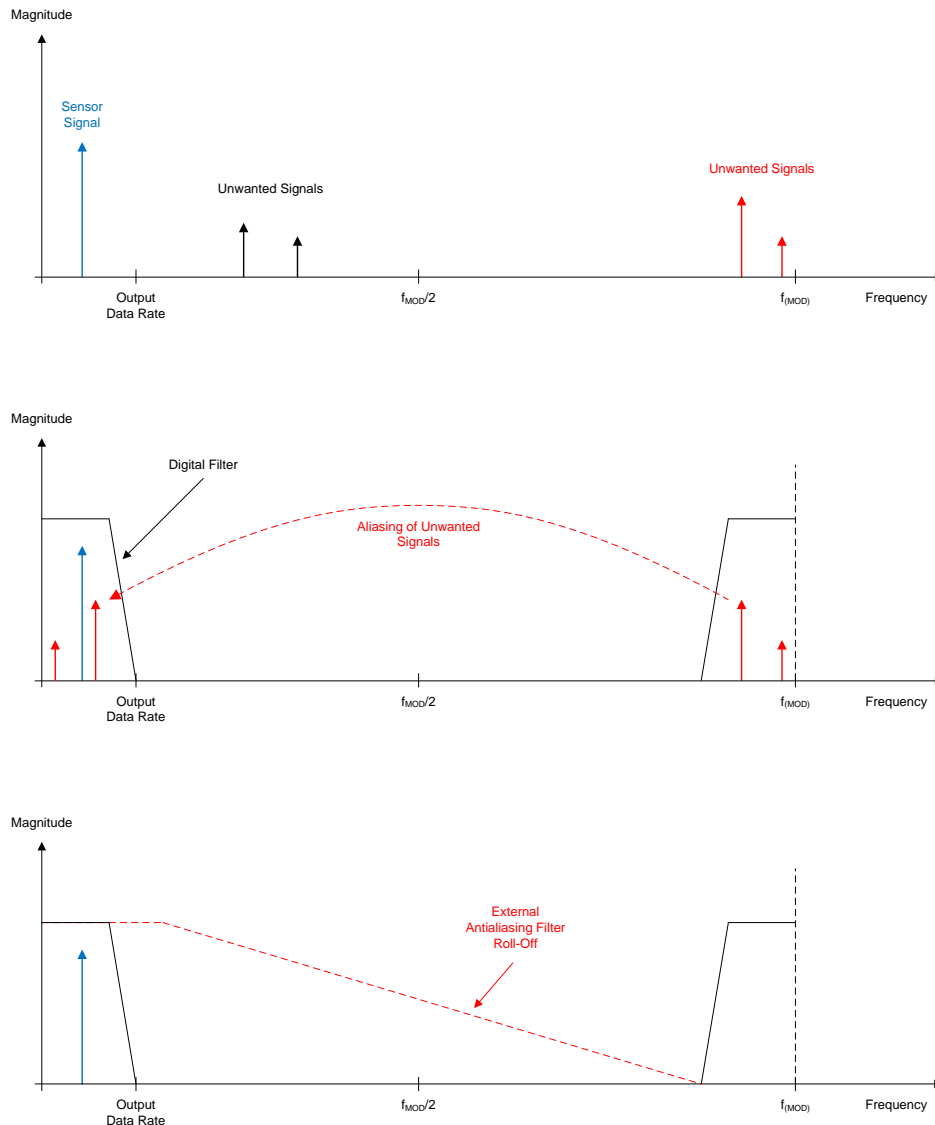 Magnitude
Sensor
Signal
Unwanted Signals
Unwanted Signals
Output
Data Rate
fMOD/2
f(MOD)
Frequency
Magnitude
Digital Filter
Aliasing of Unwanted
Signals
Output
Data Rate
fMOD/2
f(MOD)
Frequency
Magnitude
External
Antialiasing Filter
Roll-Off
Output
Data Rate
fMOD/2
f(MOD)
Frequency